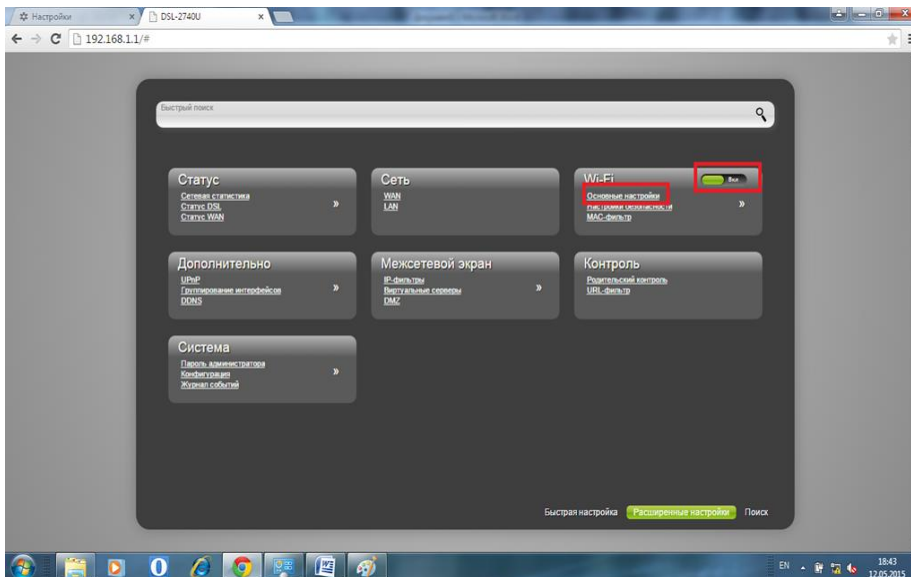 Настройки
DSL-2740U
192.168.1.1/#
Быстрый поиск
Статус
Сетевая статистика
Статус DSL
Статус WAN
Сеть
WAN
LAN
Wi-Fi
Вкл
Основные настройки
Настройки безопасности
MAC-фильтр
Дополнительно
UPnP
Группирование интерфейсов
DDNS
Межсетевой экран
IP-фильтры
Виртуальные серверы
DMZ
Контроль
Родительский контроль
URL-фильтр
Система
Пароль администратора
Конфигурация
Журнал событий
Быстрая настройка Расширенные настройки Поиск
EN
18:43
12.05.2015